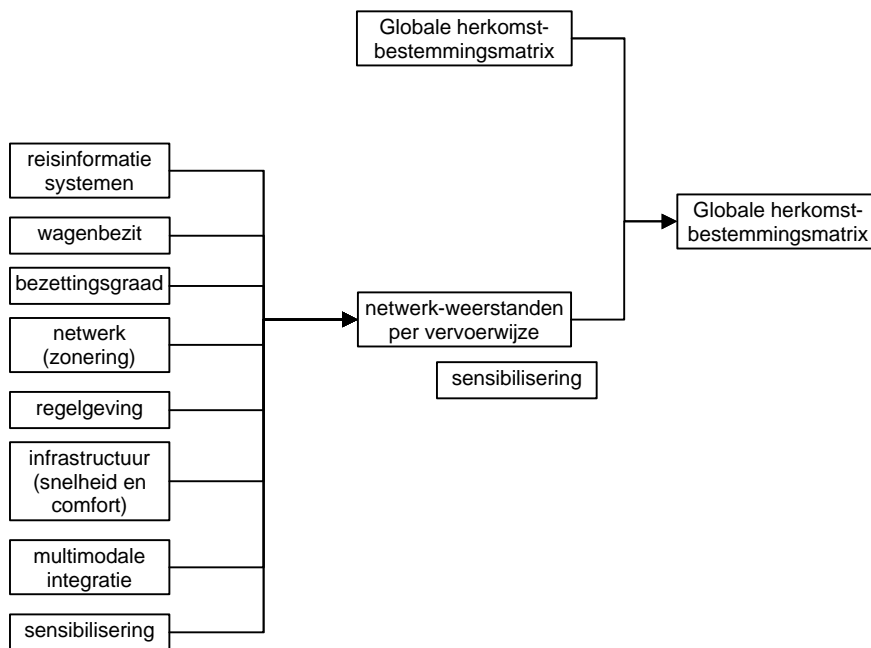 Globale herkomst-
bestemmingsmatrix
reisinformatie
systemen
wagenbezit
bezettingsgraad
netwerk
(zonering)
regelgeving
infrastructuur
(snelheid en
comfort)
multimodale
integratie
sensibilisering
netwerk-weerstanden
per vervoerwijze
sensibilisering
Globale herkomst-
bestemmingsmatrix